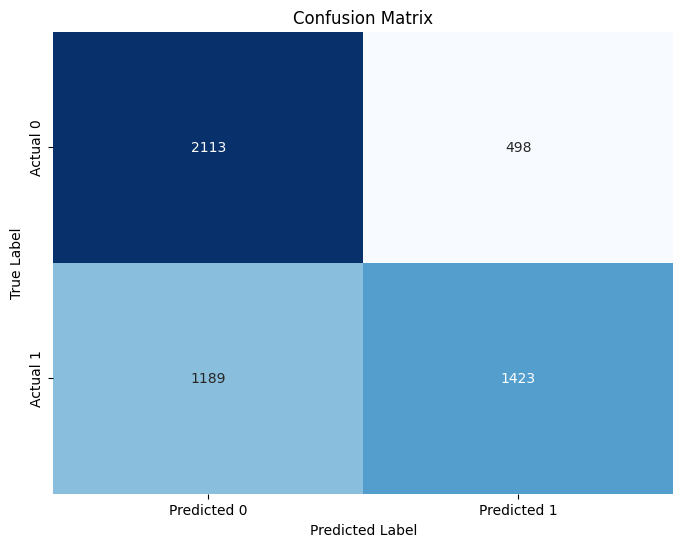 Confusion Matrix
True Label
Actual 0
2113
498
Actual 1
1189
1423
Predicted 0
Predicted 1
Predicted Label